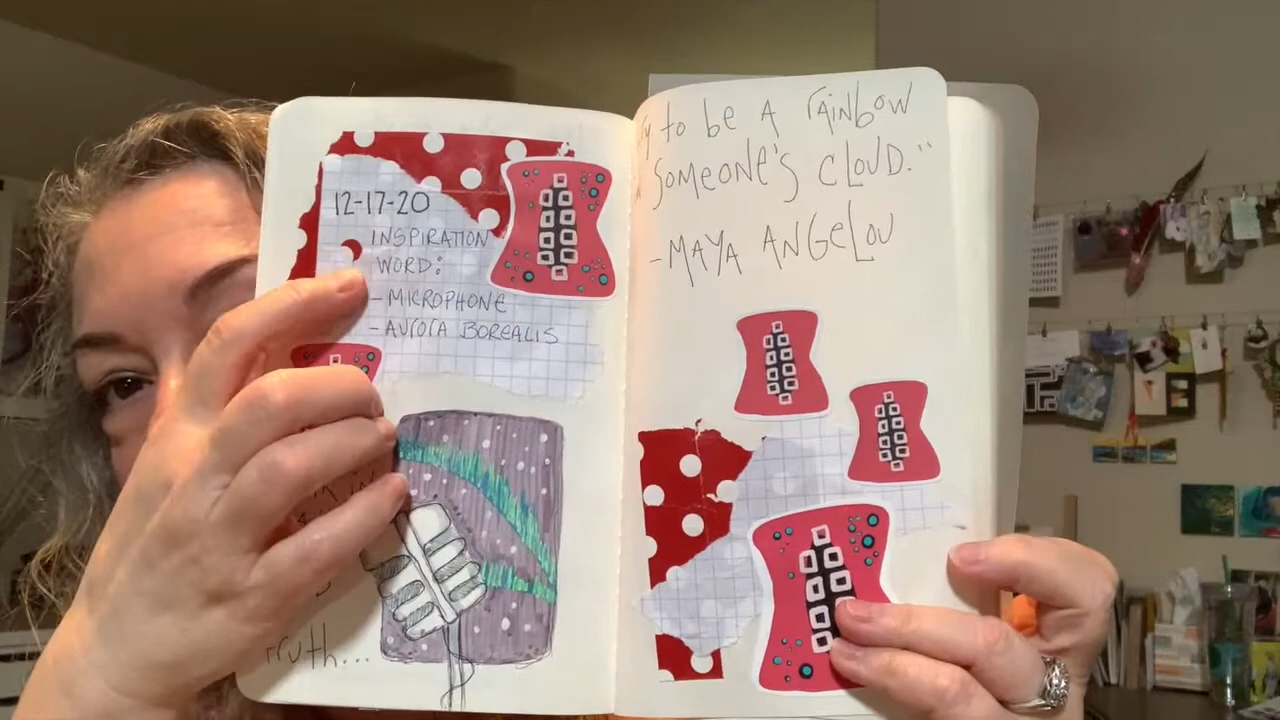 12-17-20
INSPIRATION
WORD:
- MICROPHONE
- AURORA BOREALIS
Truth...
to be A rAINbOW
SOMEONE'S CLOUD."
-MAYA ANGELOU